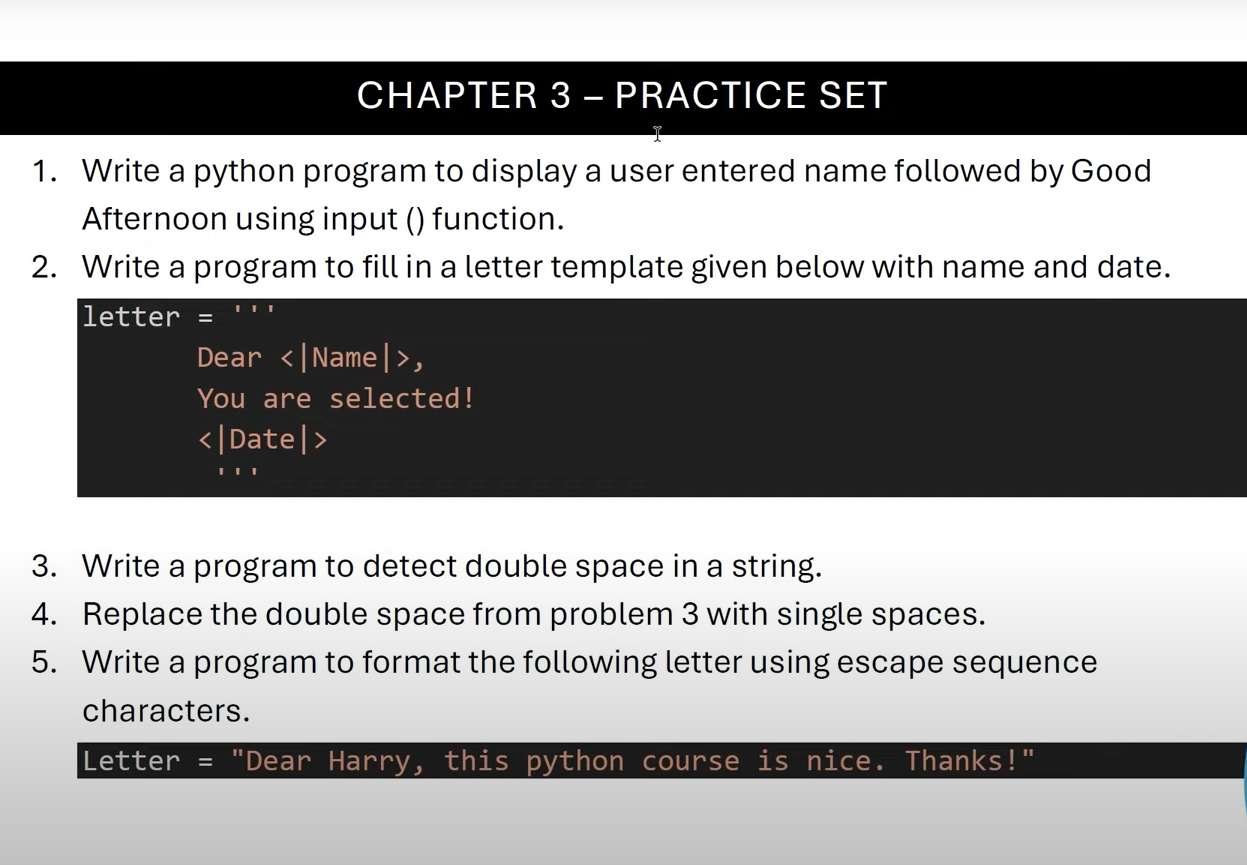 CHAPTER 3 – PRACTICE SET
1. Write a python program to display a user entered name followed by Good
Afternoon using input () function.
2. Write a program to fill in a letter template given below with name and date.
letter = '''
Dear <|Name|>,
You are selected!
<|Date|>
'''
3. Write a program to detect double space in a string.
4. Replace the double space from problem 3 with single spaces.
5. Write a program to format the following letter using escape sequence
characters.
Letter = "Dear Harry, this python course is nice. Thanks!"